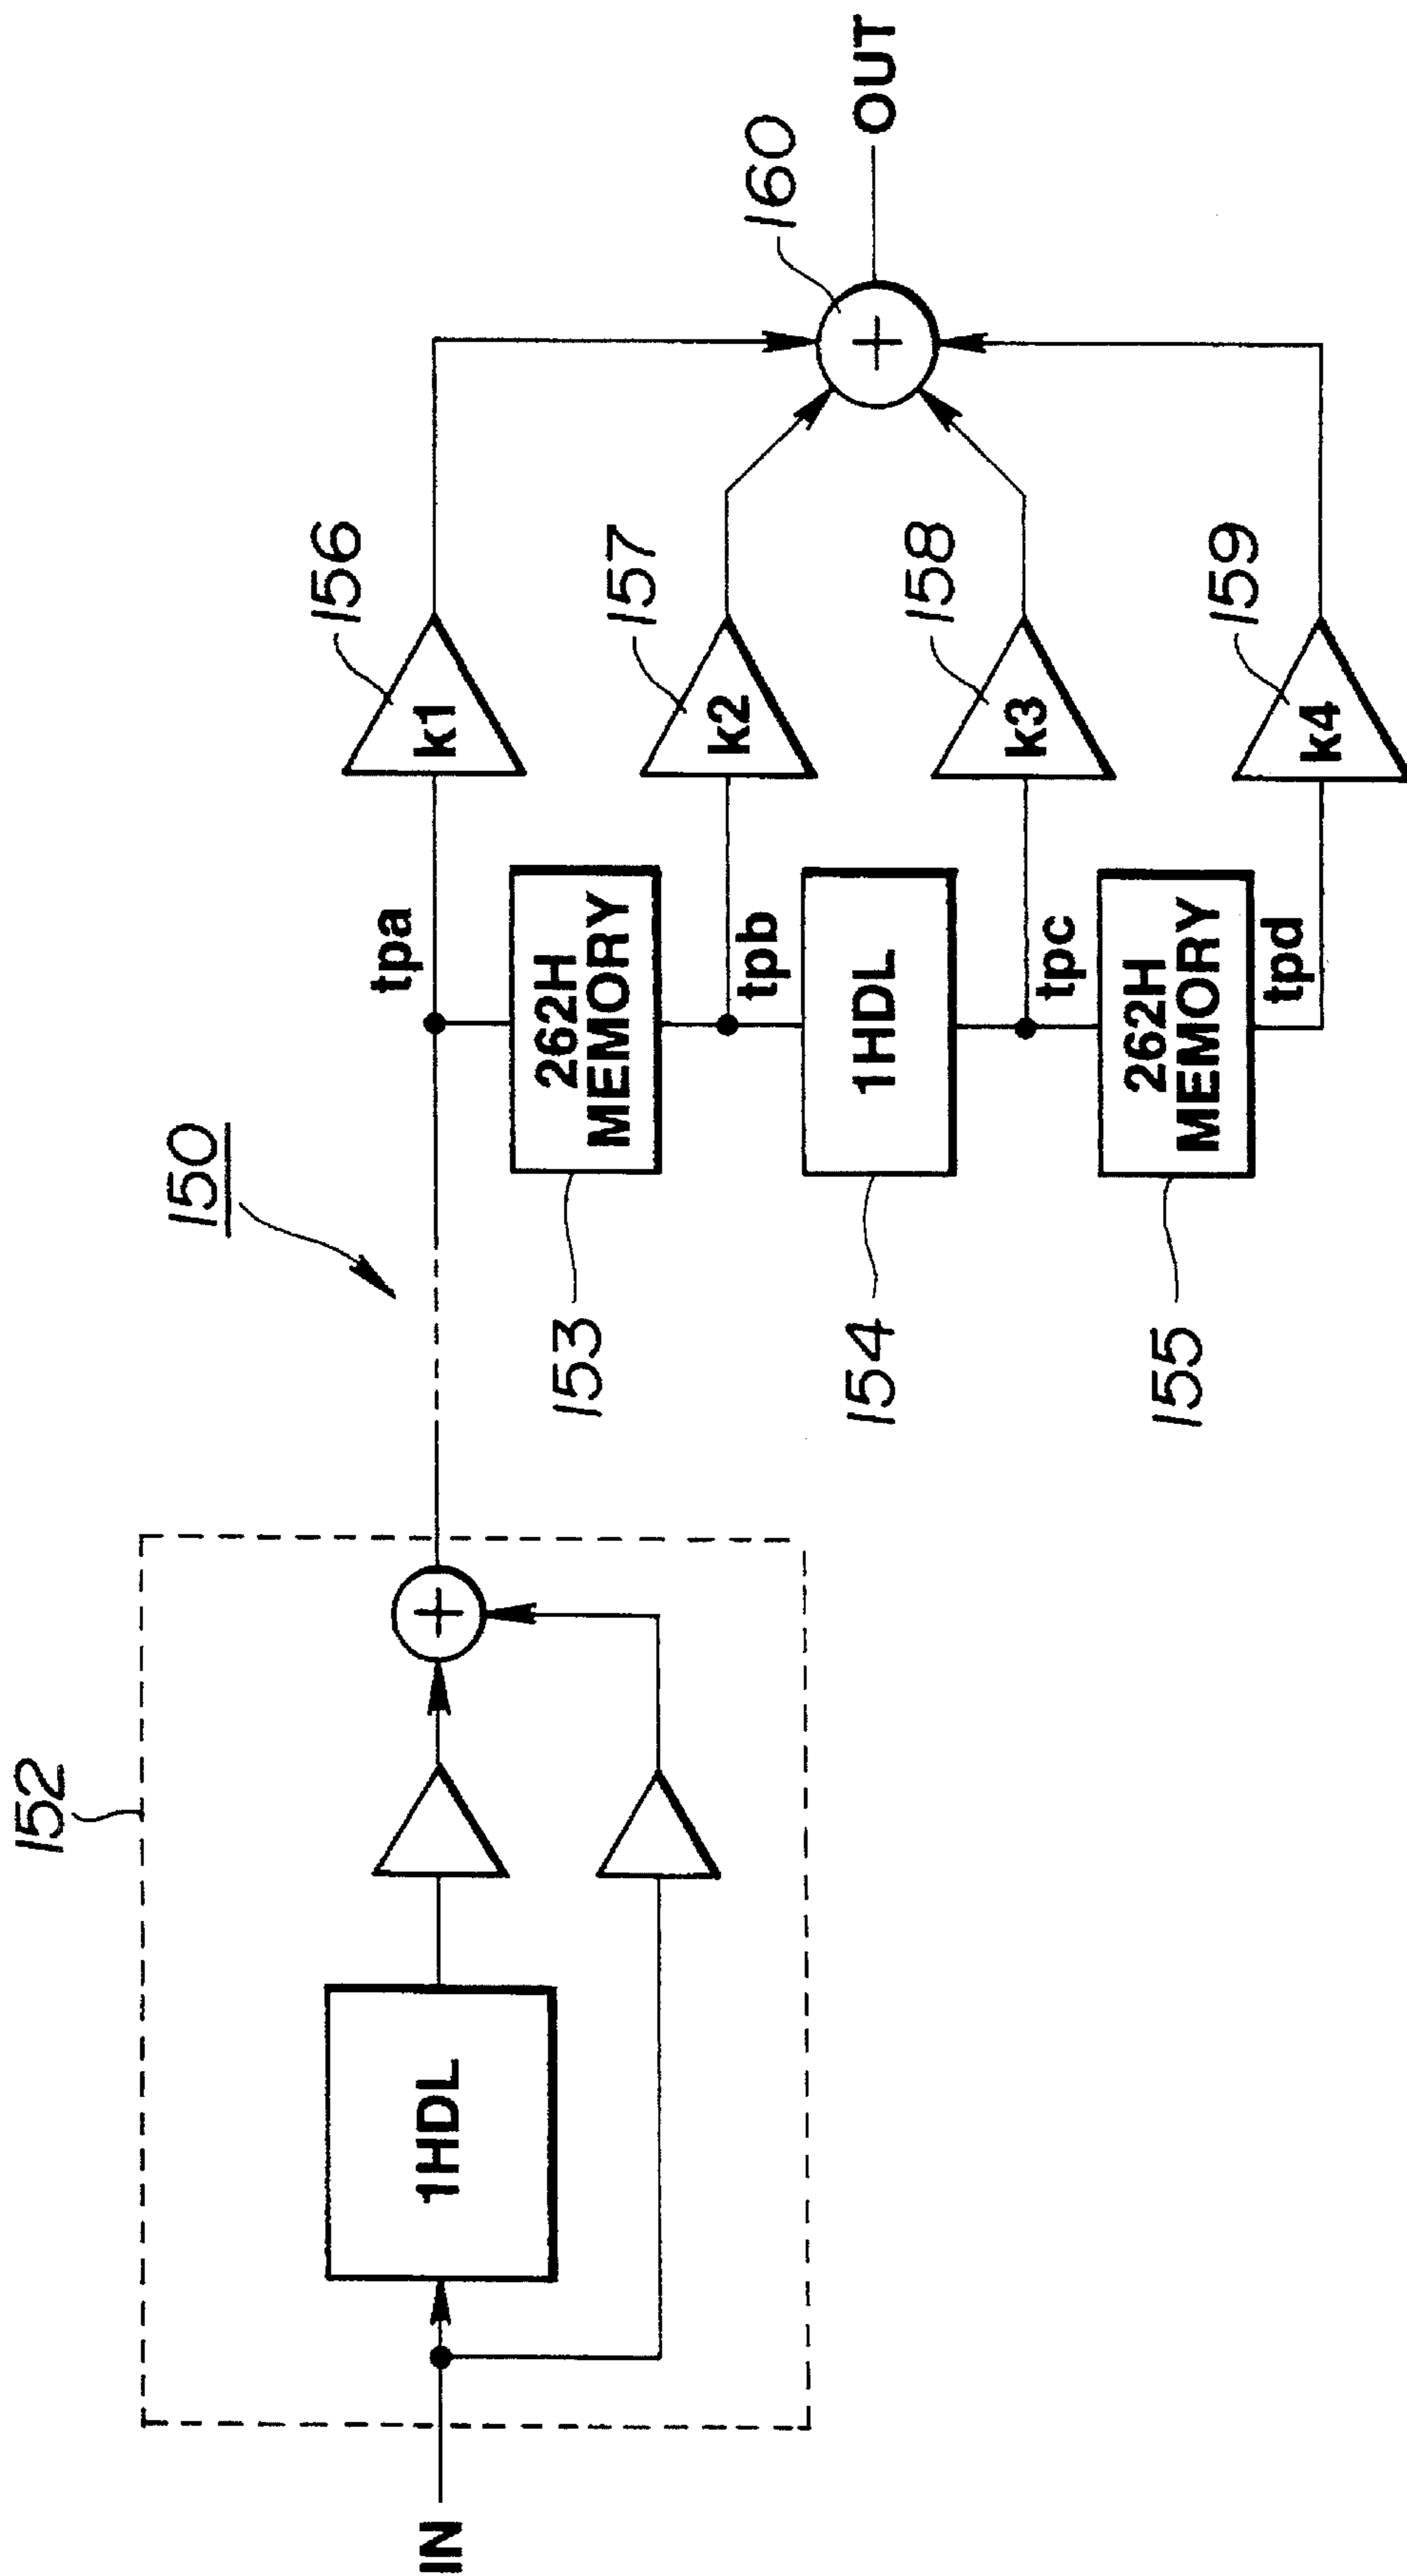 150
152
IN
1HDL
tpa
k1
156
262H
MEMORY
153
tpb
k2
157
1HDL
154
tpc
k3
158
262H
MEMORY
155
tpd
k4
159
160
OUT